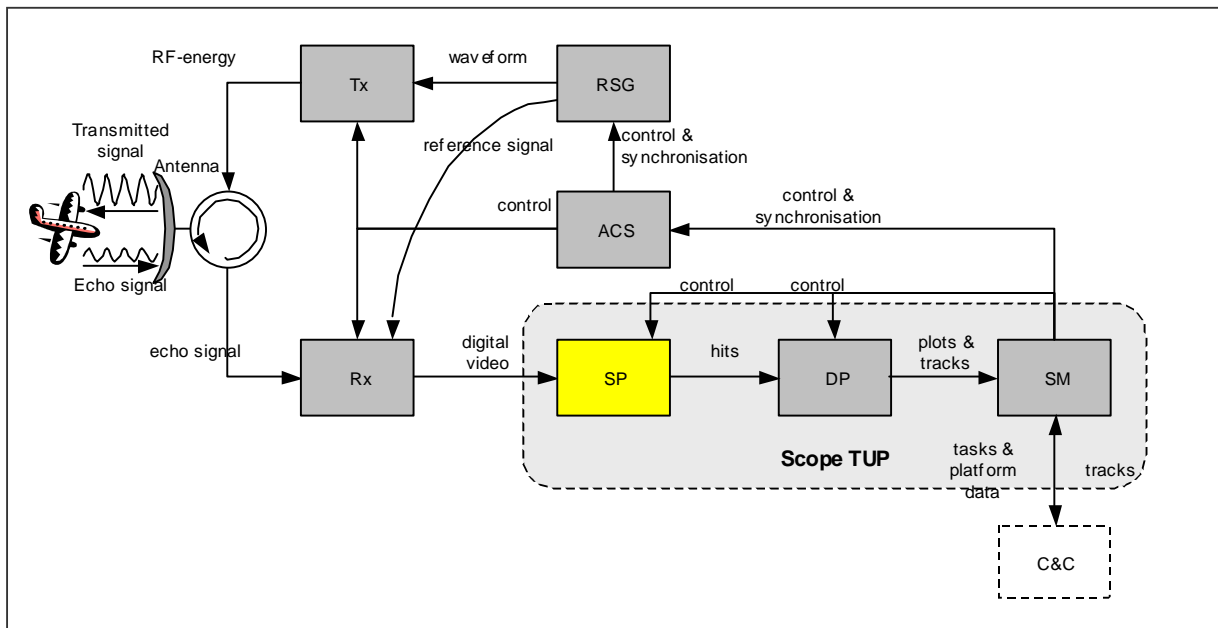 RF-energy
Tx
waveform
RSG
Transmitted
signal
Antenna
reference signal
control &
synchronisation
control
ACS
control &
synchronisation
Echo signal
control
control
echo signal
Rx
digital
video
SP
hits
DP
plots &
tracks
SM
Scope TUP
tasks &
platform
data
tracks
C&C